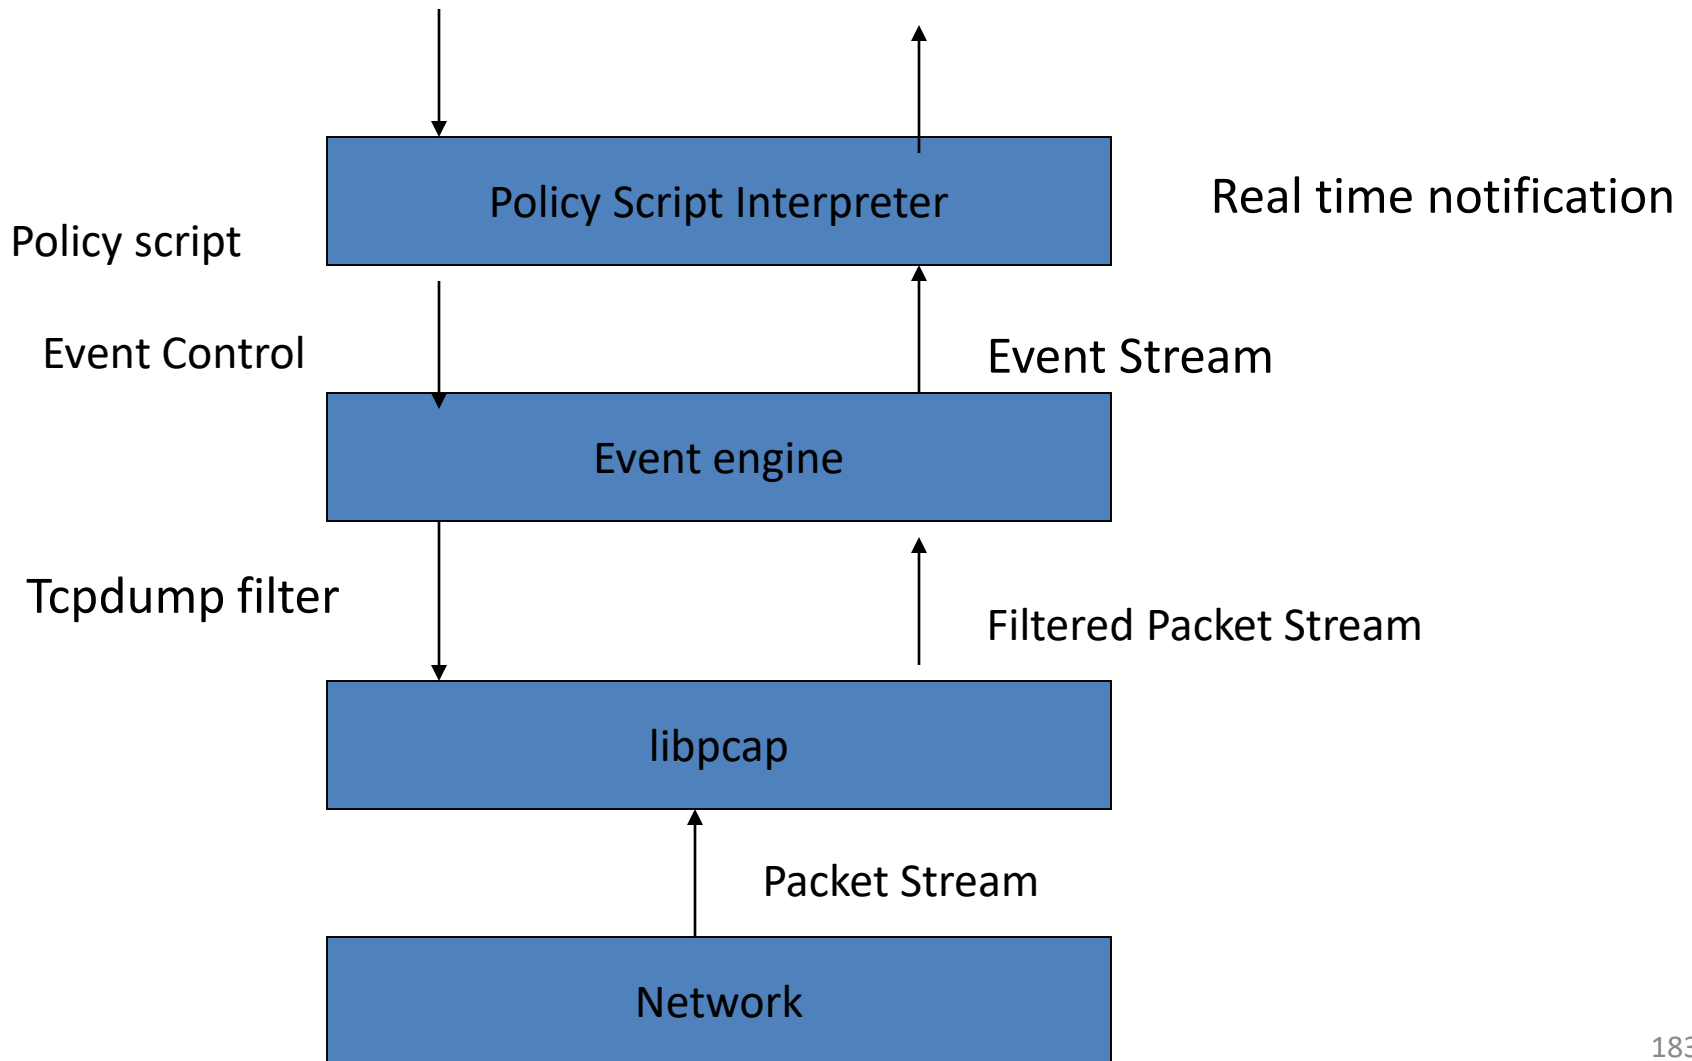 Policy Script Interpreter
Real time notification
Policy script
Event Control
Event Stream
Event engine
Tcpdump filter
Filtered Packet Stream
libpcap
Packet Stream
Network
183